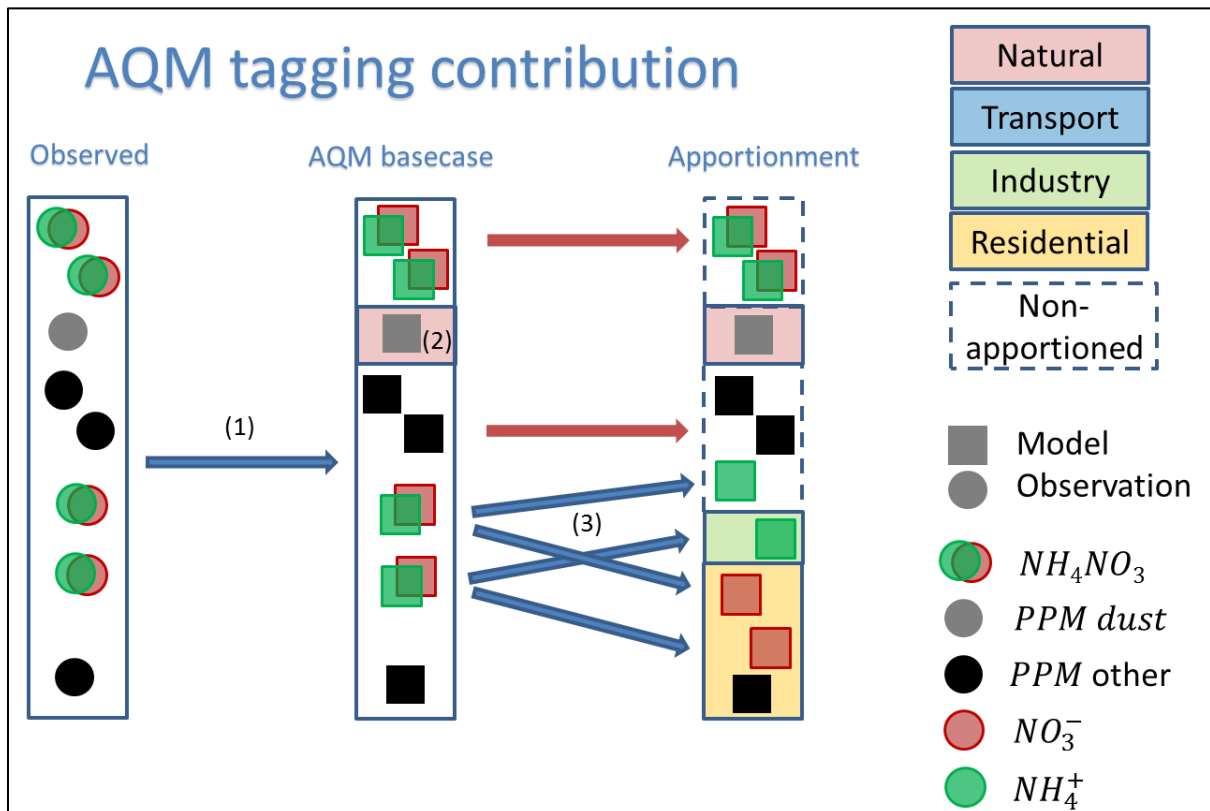 AQM tagging contribution
Observed
AQM basecase
Apportionment
(1)
(2)
(3)
Natural
Transport
Industry
Residential
Non-
apportioned
Model
Observation
NH₄NO₃
PPM dust
PPM other
NO₃⁻
NH₄⁺